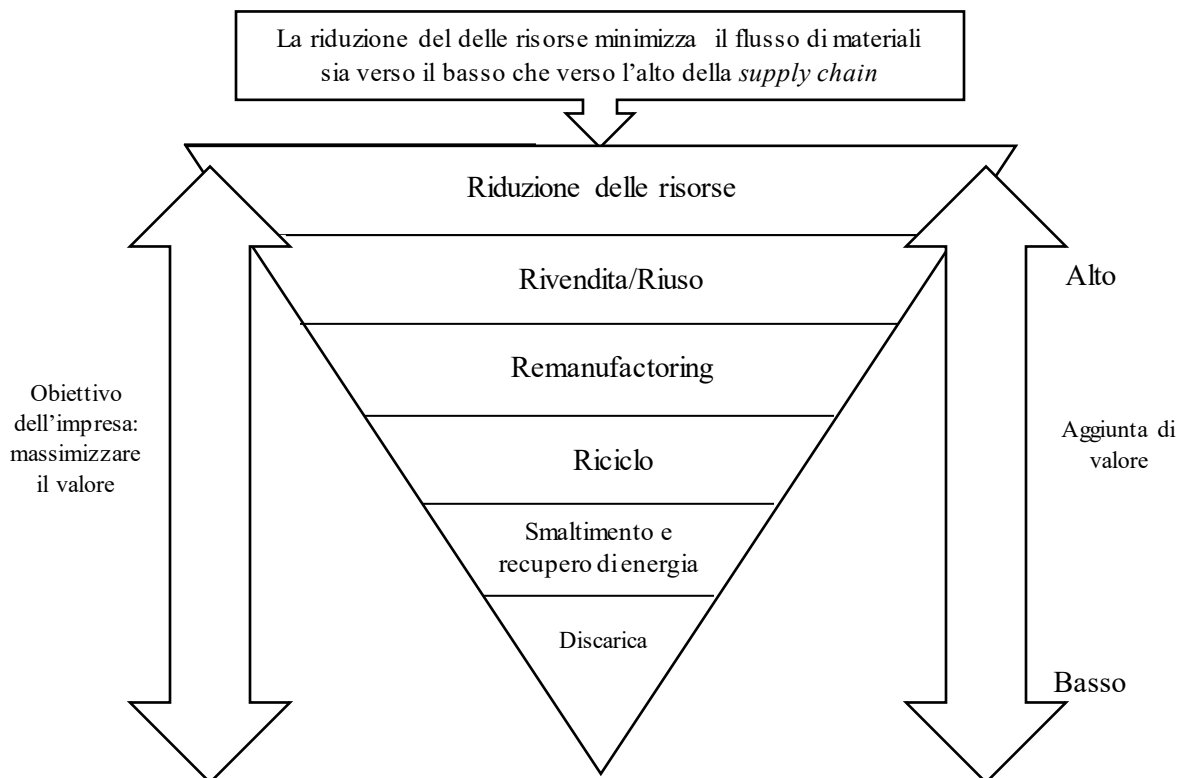 La riduzione del delle risorse minimizza il flusso di materiali
sia verso il basso che verso l’alto della supply chain
Riduzione delle risorse
Rivendita/Riuso
Alto
Remanufactoring
Obiettivo
dell’impresa:
massimizzare
il valore
Aggiunta di
valore
Riciclo
Smaltimento e
recupero di energia
Discarica
Basso